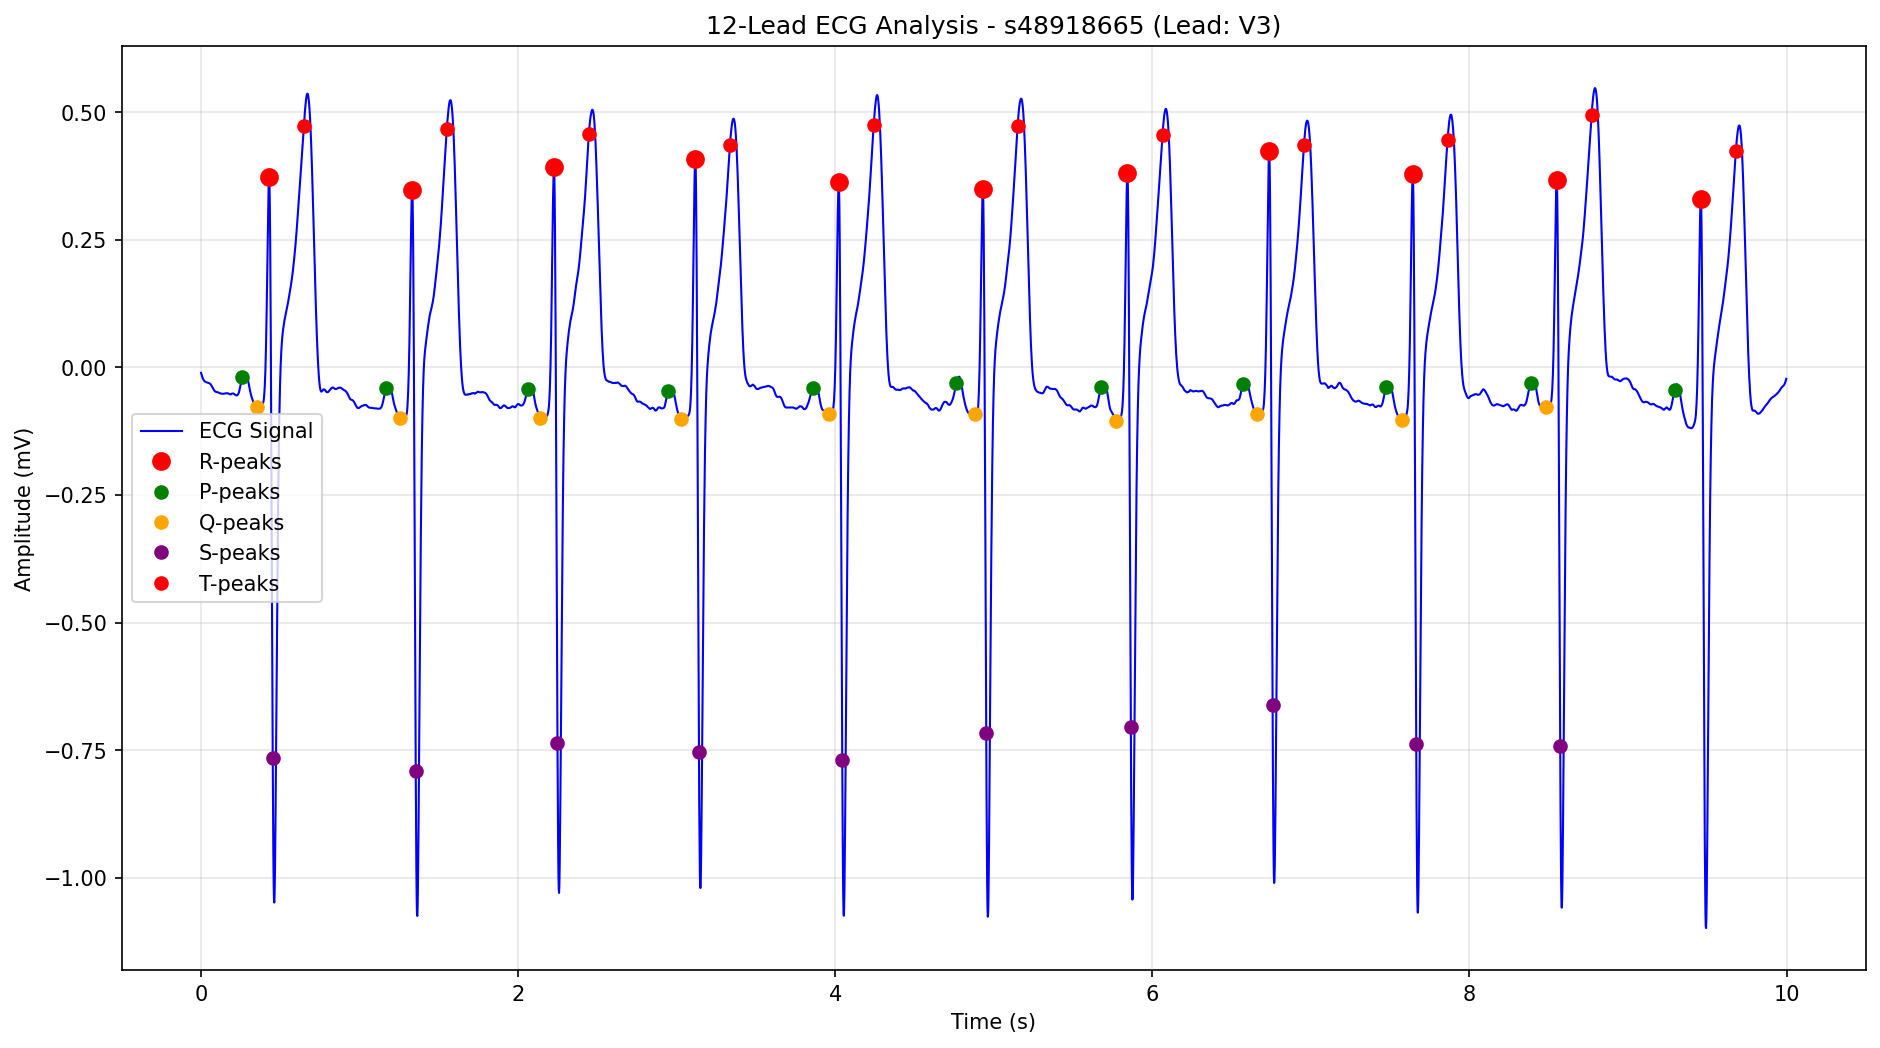 12-Lead ECG Analysis - s48918665 (Lead: V3)
0.50
0.25
0.00
−0.25
−0.50
−0.75
−1.00
Amplitude (mV)
ECG Signal
R-peaks
P-peaks
Q-peaks
S-peaks
T-peaks
0 2 4 6 8 10
Time (s)